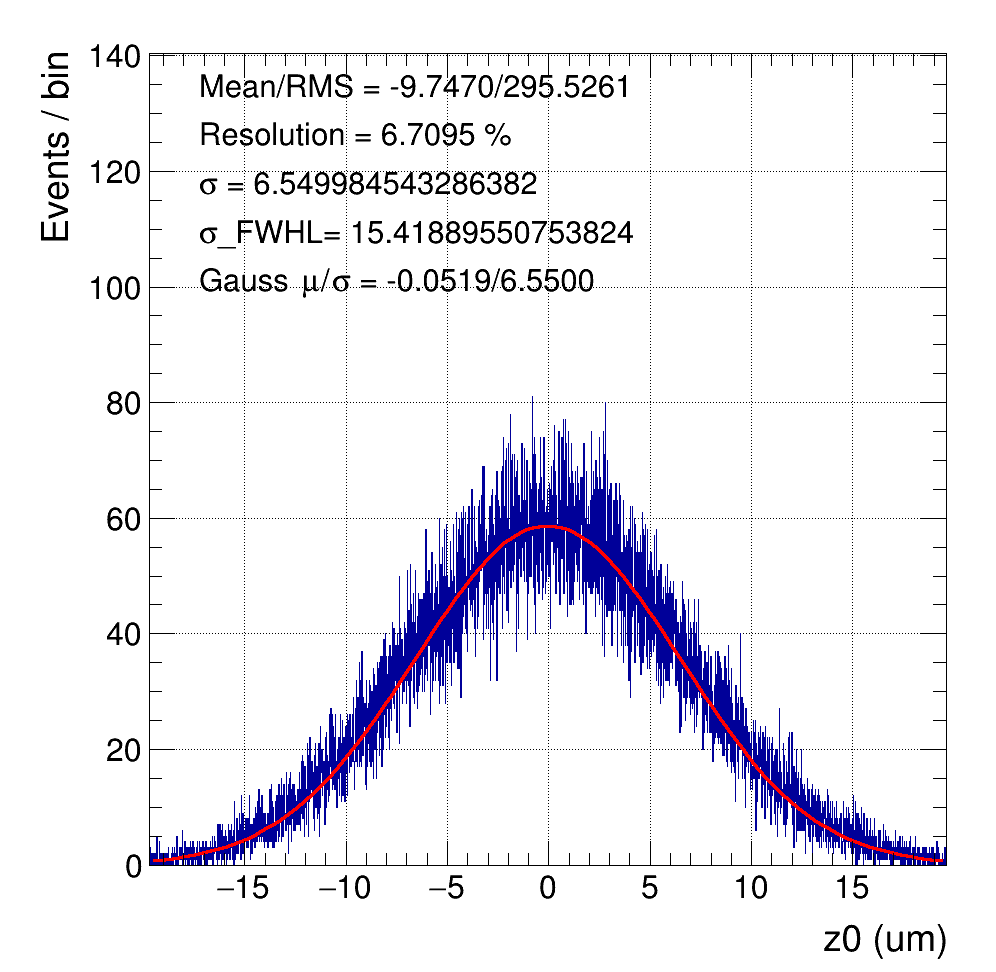 Events / bin
140
120
100
80
60
40
20
0
Mean/RMS = -9.7470/295.5261
Resolution = 6.7095 %
σ = 6.549984543286382
σ_FWHL= 15.41889550753824
Gauss μ/σ = -0.0519/6.5500
−15 −10 −5 0 5 10 15
z0 (um)